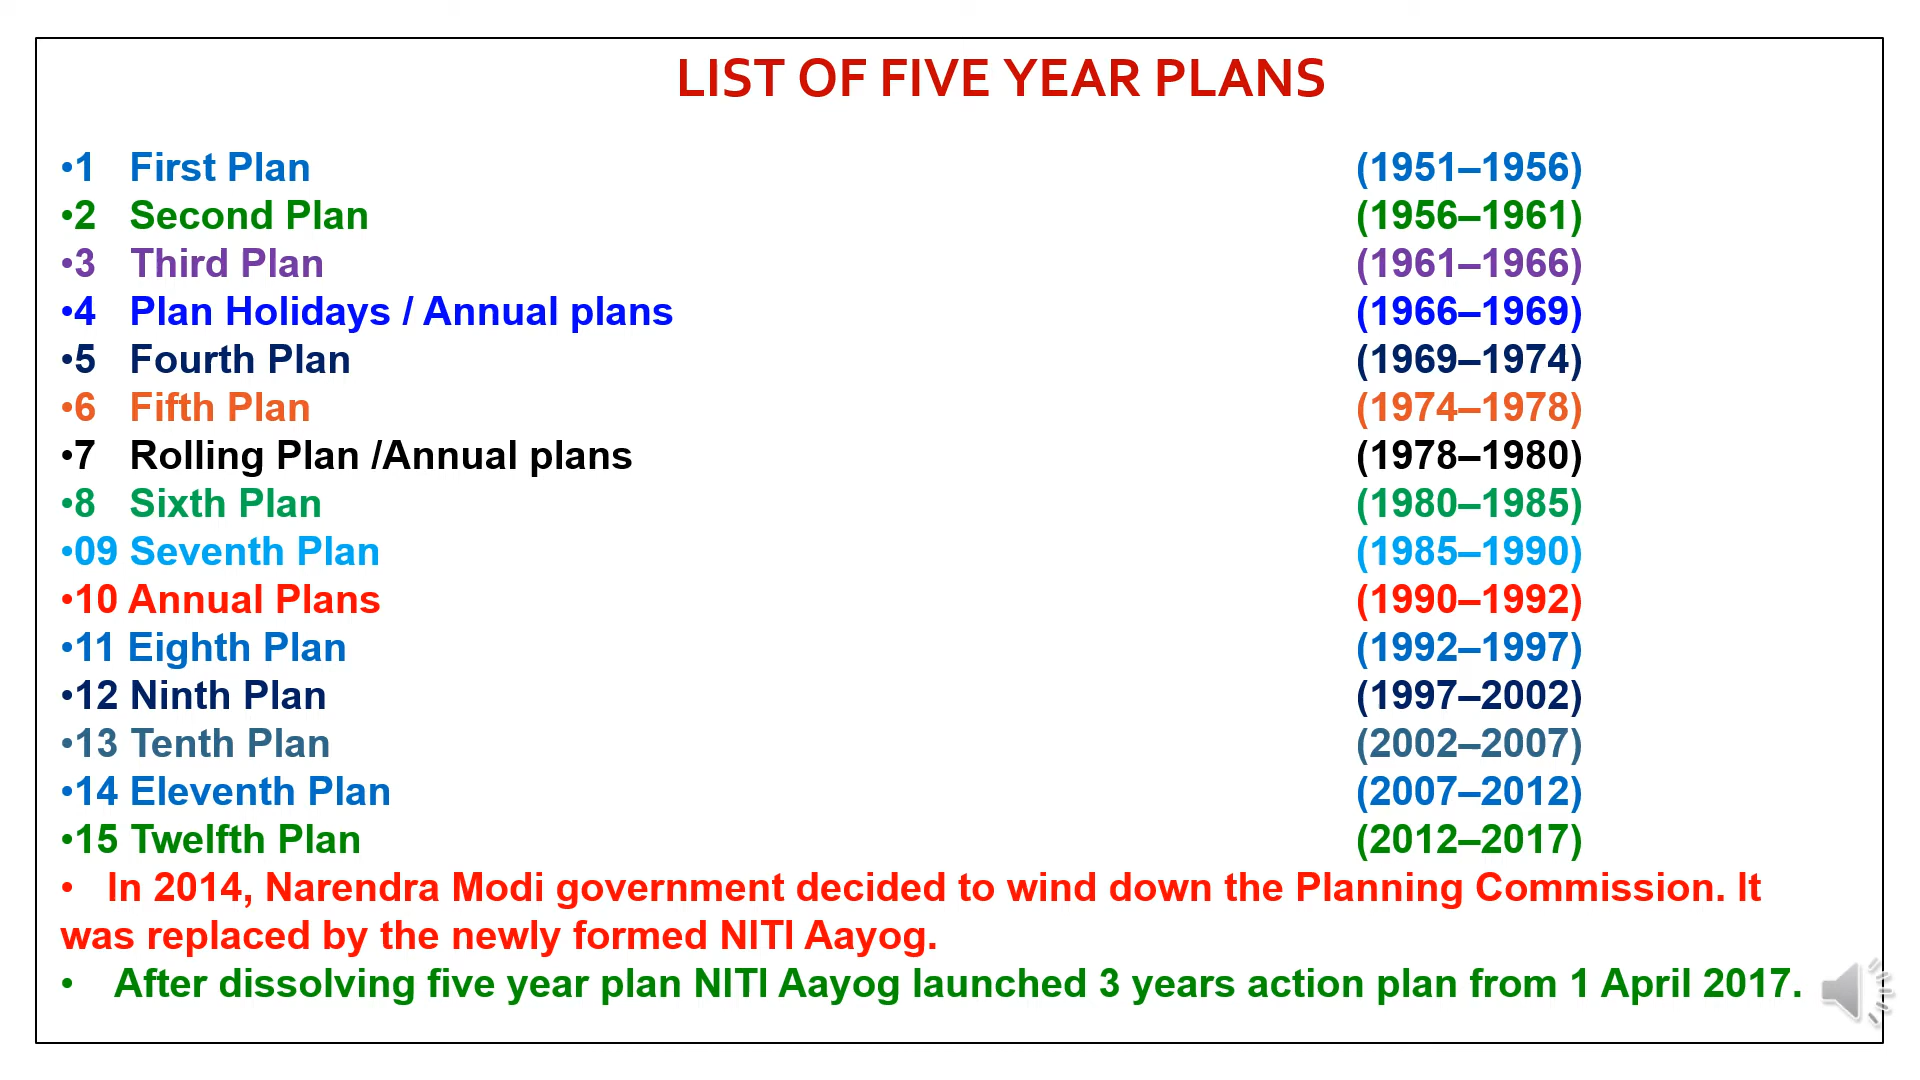 LIST OF FIVE YEAR PLANS
•1 First Plan (1951–1956)
•2 Second Plan (1956–1961)
•3 Third Plan (1961–1966)
•4 Plan Holidays / Annual plans (1966–1969)
•5 Fourth Plan (1969–1974)
•6 Fifth Plan (1974–1978)
•7 Rolling Plan /Annual plans (1978–1980)
•8 Sixth Plan (1980–1985)
•09 Seventh Plan (1985–1990)
•10 Annual Plans (1990–1992)
•11 Eighth Plan (1992–1997)
•12 Ninth Plan (1997–2002)
•13 Tenth Plan (2002–2007)
•14 Eleventh Plan (2007–2012)
•15 Twelfth Plan (2012–2017)
• In 2014, Narendra Modi government decided to wind down the Planning Commission. It
was replaced by the newly formed NITI Aayog.
• After dissolving five year plan NITI Aayog launched 3 years action plan from 1 April 2017.